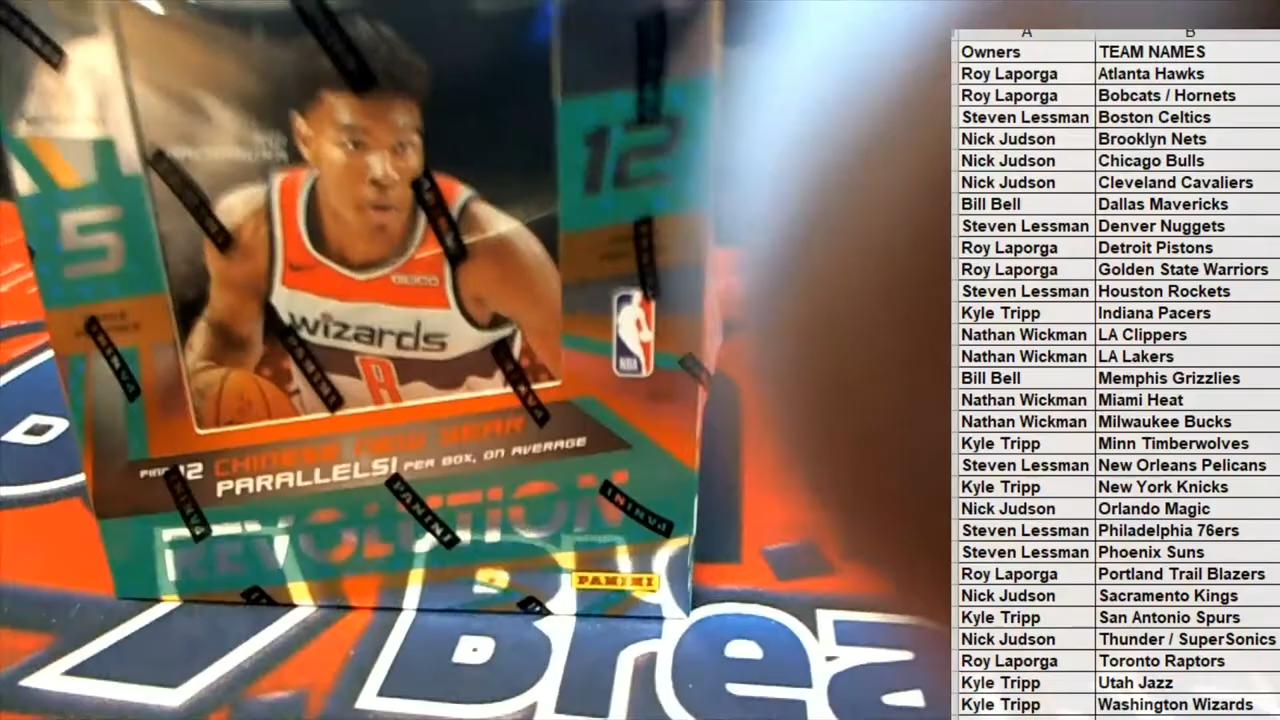 5
12
GEICO
wizards
R
NBA
12 CHINESE NEW YEAR
PARALLELS! PER BOX, ON AVERAGE
REVOLUTION
PANINI
PANINI
PANINI
PANINI
Brea
A B
Owners TEAM NAMES
Roy Laporga Atlanta Hawks
Roy Laporga Bobcats / Hornets
Steven Lessman Boston Celtics
Nick Judson Brooklyn Nets
Nick Judson Chicago Bulls
Nick Judson Cleveland Cavaliers
Bill Bell Dallas Mavericks
Steven Lessman Denver Nuggets
Roy Laporga Detroit Pistons
Roy Laporga Golden State Warriors
Steven Lessman Houston Rockets
Kyle Tripp Indiana Pacers
Nathan Wickman LA Clippers
Nathan Wickman LA Lakers
Bill Bell Memphis Grizzlies
Nathan Wickman Miami Heat
Nathan Wickman Milwaukee Bucks
Kyle Tripp Minn Timberwolves
Steven Lessman New Orleans Pelicans
Kyle Tripp New York Knicks
Nick Judson Orlando Magic
Steven Lessman Philadelphia 76ers
Steven Lessman Phoenix Suns
Roy Laporga Portland Trail Blazers
Nick Judson Sacramento Kings
Kyle Tripp San Antonio Spurs
Nick Judson Thunder / SuperSonics
Roy Laporga Toronto Raptors
Kyle Tripp Utah Jazz
Kyle Tripp Washington Wizards